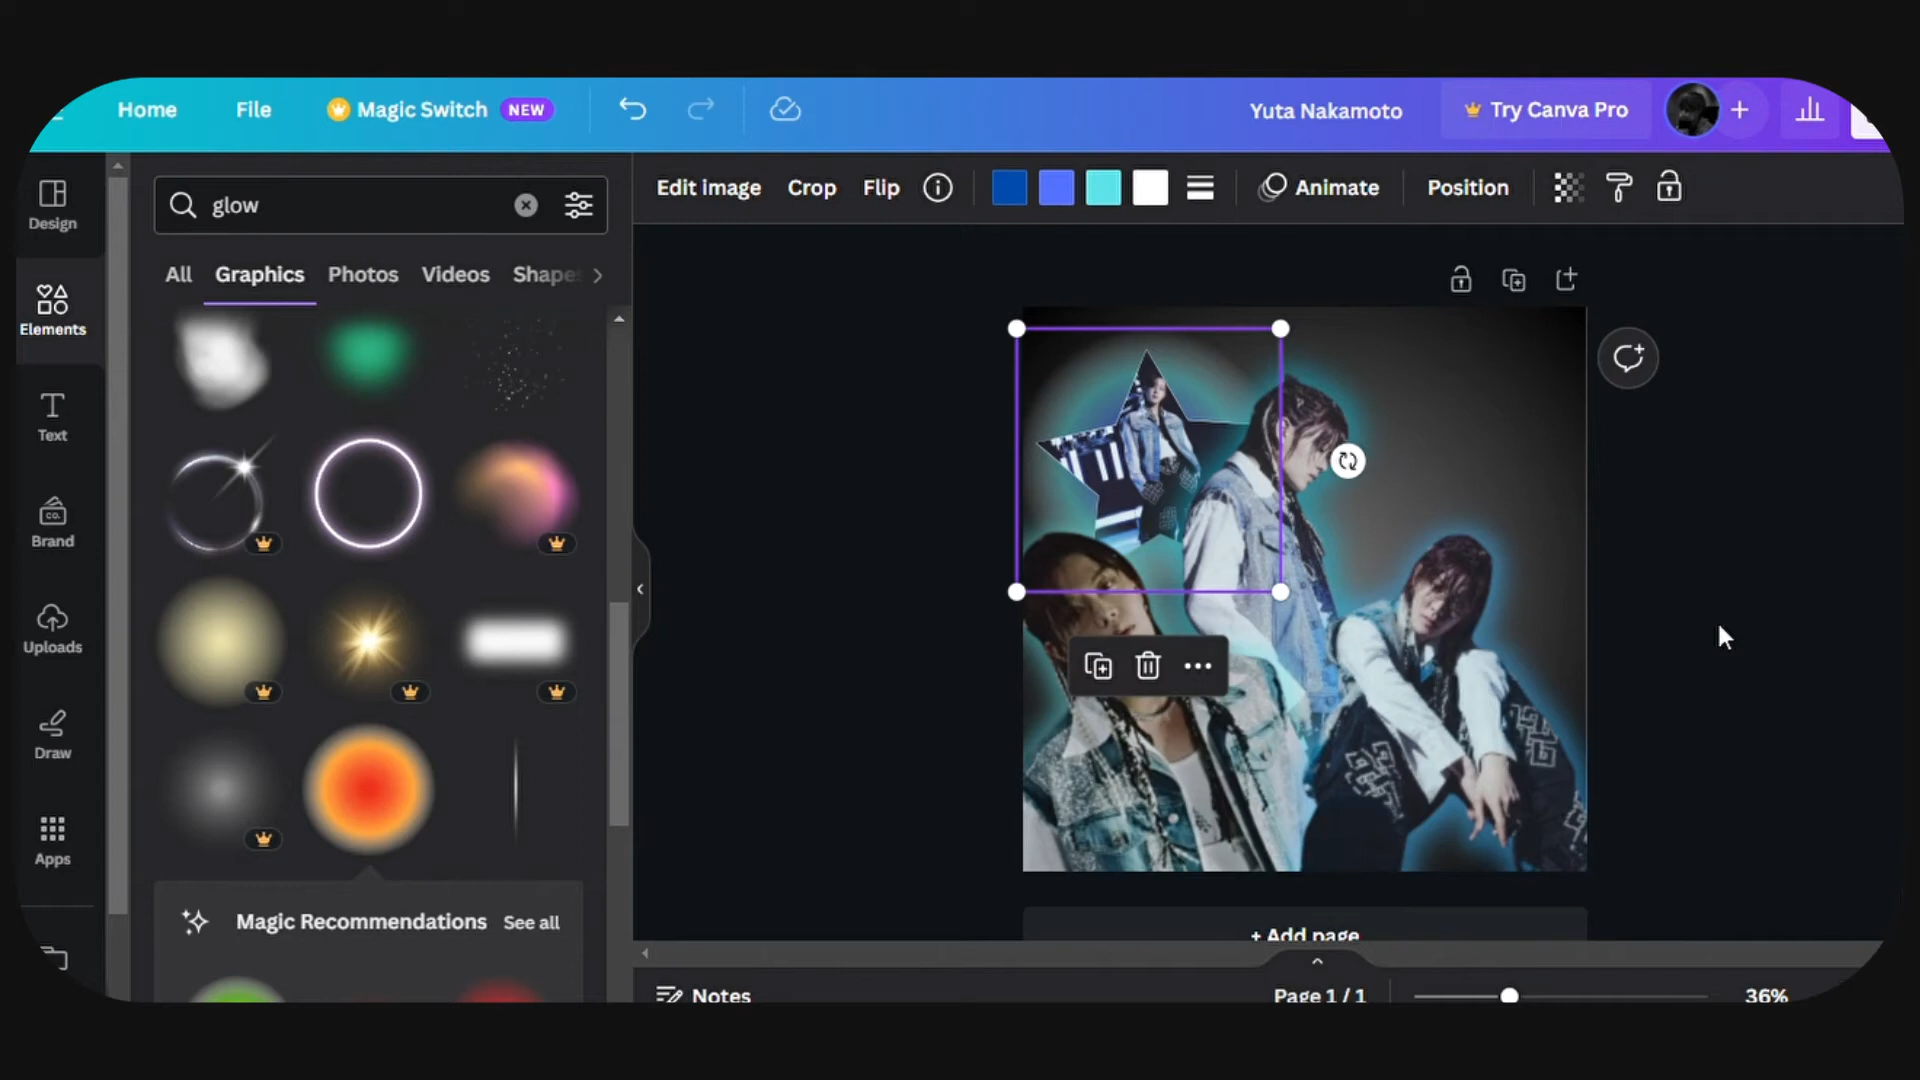 Home File Magic Switch NEW Yuta Nakamoto Try Canva Pro
Design
glow
Edit image Crop Flip Animate Position
All Graphics Photos Videos Shapes
Elements
Text
Brand
CO.
Uploads
Draw
Apps
Magic Recommendations See all
+ Add page
Notes Page 1 / 1 36%